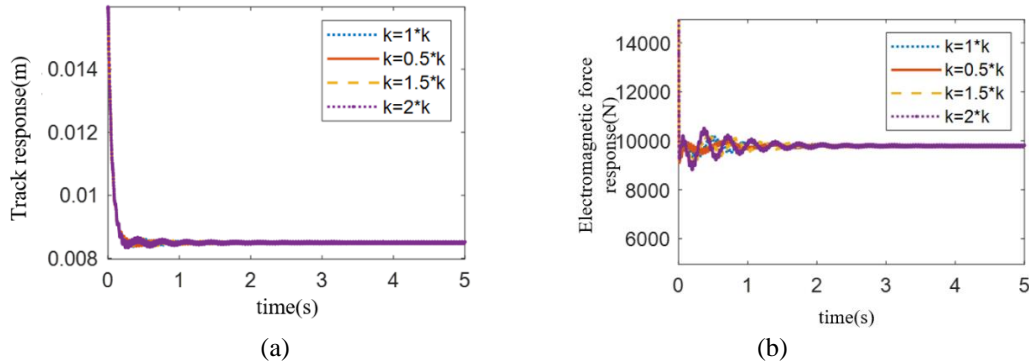 Track response(m)
0.014
0.012
0.01
0.008
0 1 2 3 4 5
time(s)
k=1*k
k=0.5*k
k=1.5*k
k=2*k
(a)
Electromagnetic force
response(N)
14000
12000
10000
8000
6000
0 1 2 3 4 5
time(s)
k=1*k
k=0.5*k
k=1.5*k
k=2*k
(b)